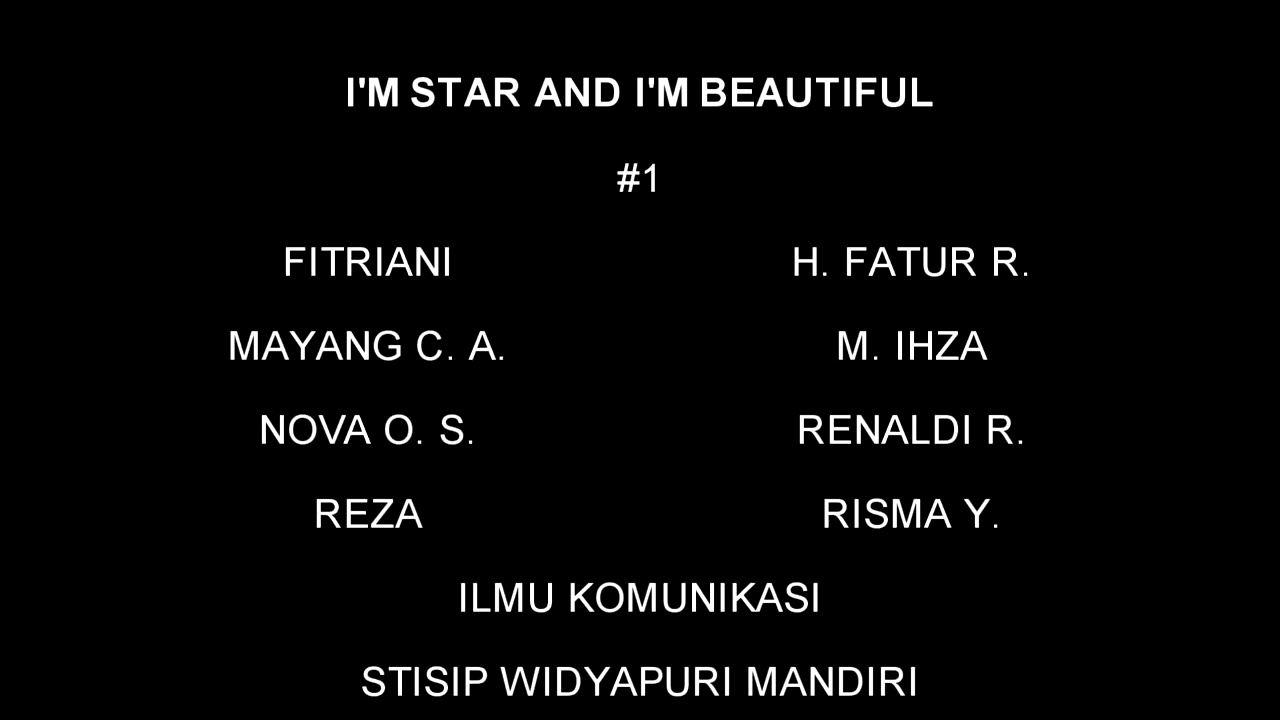 I'M STAR AND I'M BEAUTIFUL
#1
FITRIANI H. FATUR R.
MAYANG C. A. M. IHZA
NOVA O. S. RENALDI R.
REZA RISMA Y.
ILMU KOMUNIKASI
STISIP WIDYAPURI MANDIRI